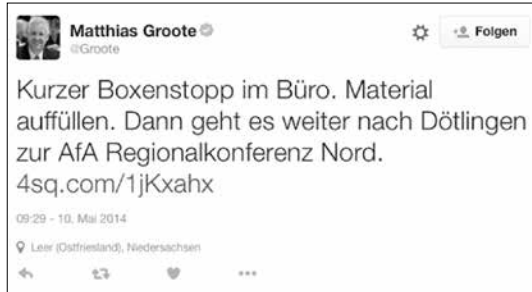 Matthias Groote
@Groote
Folgen
Kurzer Boxenstopp im Büro. Material
auffüllen. Dann geht es weiter nach Dötlingen
zur AfA Regionalkonferenz Nord.
4sq.com/1jKxahx
09:29 - 10. Mai 2014
Leer (Ostfriesland), Niedersachsen